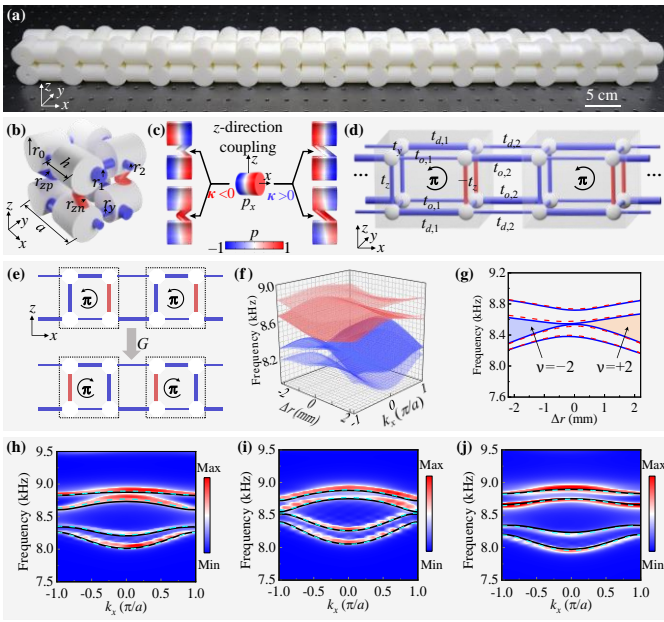 (a)
z
y
x
5 cm
(b)
r0
h
r2
r1
rzp
rzn
ry
a
z
y
x
(c)
z-direction
coupling
z
x
κ<0
px
κ>0
p
−1
1
(d)
td,1
td,2
ty
to,1
to,2
tz
π
−tz
π
to,1
to,2
td,1
td,2
...
...
z
y
x
(e)
π
π
z
x
G
π
π
(f)
Frequency (kHz)
9.0
8.6
8.2
−2
0
2
Δr (mm)
−1
0
1
kx (π/a)
(g)
Frequency (kHz)
9.2
8.8
8.4
8.0
7.6
ν=−2
ν=+2
-2
-1
0
1
2
Δr (mm)
(h)
Frequency (kHz)
9.5
9.0
8.5
8.0
7.5
-1.0
-0.5
0.0
0.5
1.0
kx (π/a)
Max
Min
(i)
Frequency (kHz)
9.5
9.0
8.5
8.0
7.5
-1.0
-0.5
0.0
0.5
1.0
kx (π/a)
Max
Min
(j)
Frequency (kHz)
9.5
9.0
8.5
8.0
7.5
-1.0
-0.5
0.0
0.5
1.0
kx (π/a)
Max
Min